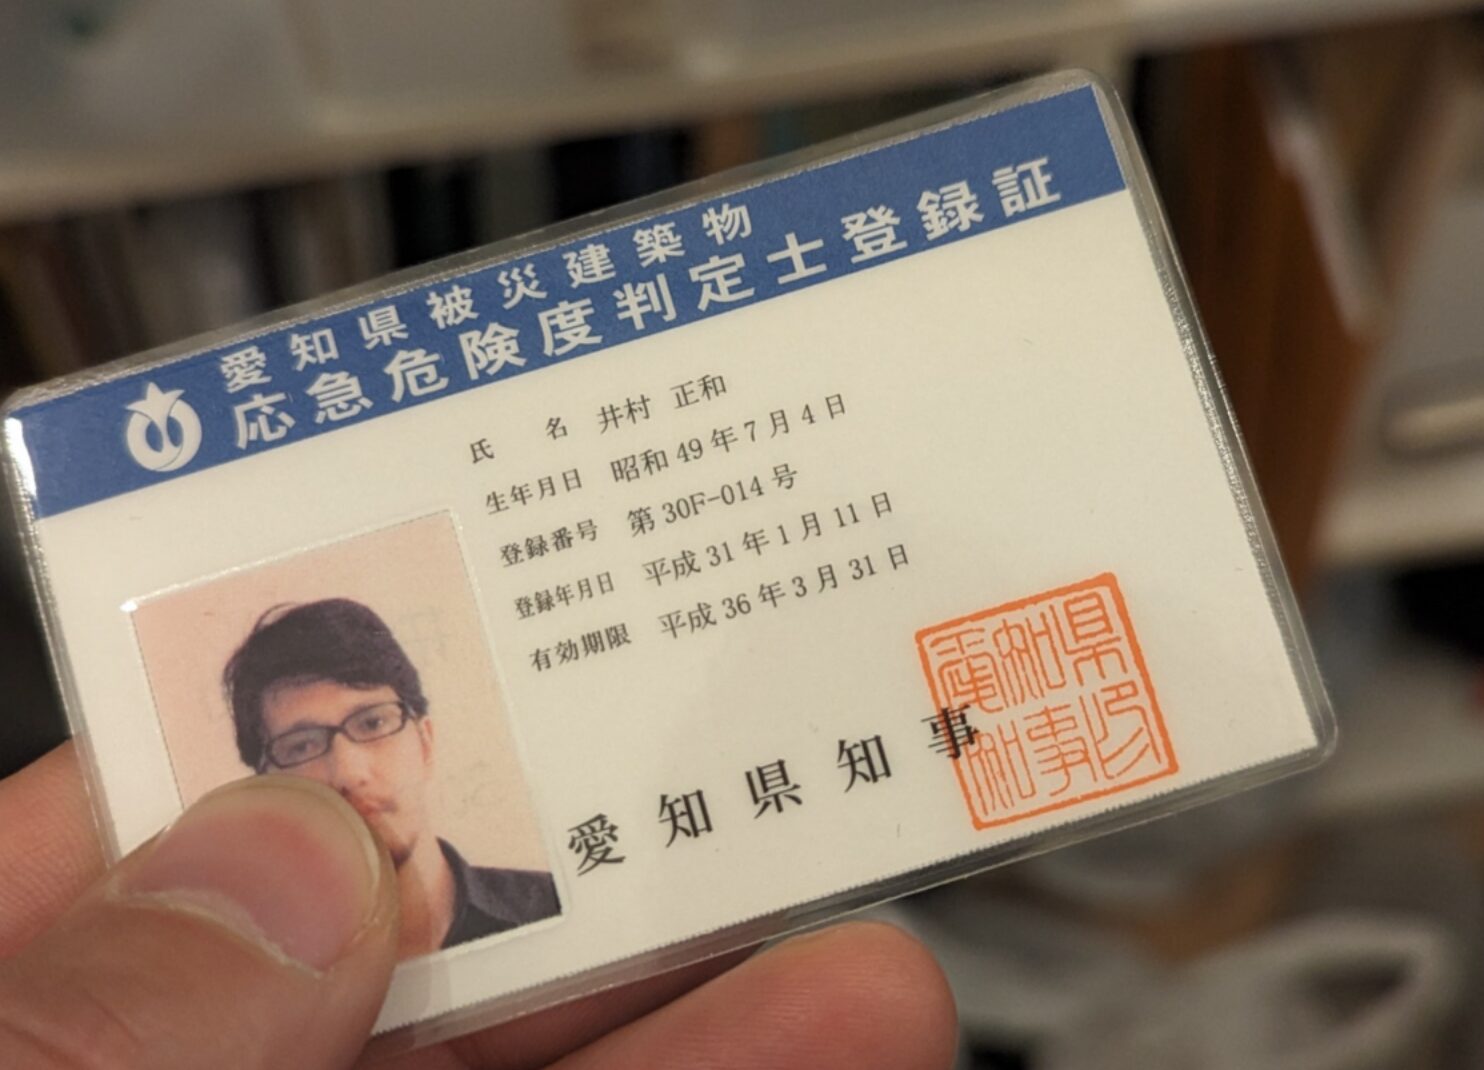 愛知県被災建築物
応急危険度判定士登録証
氏 名 井村 正和
生年月日 昭和49年7月4日
登録番号 第30F-014号
登録年月日 平成31年1月11日
有効期限 平成36年3月31日
愛知県知事